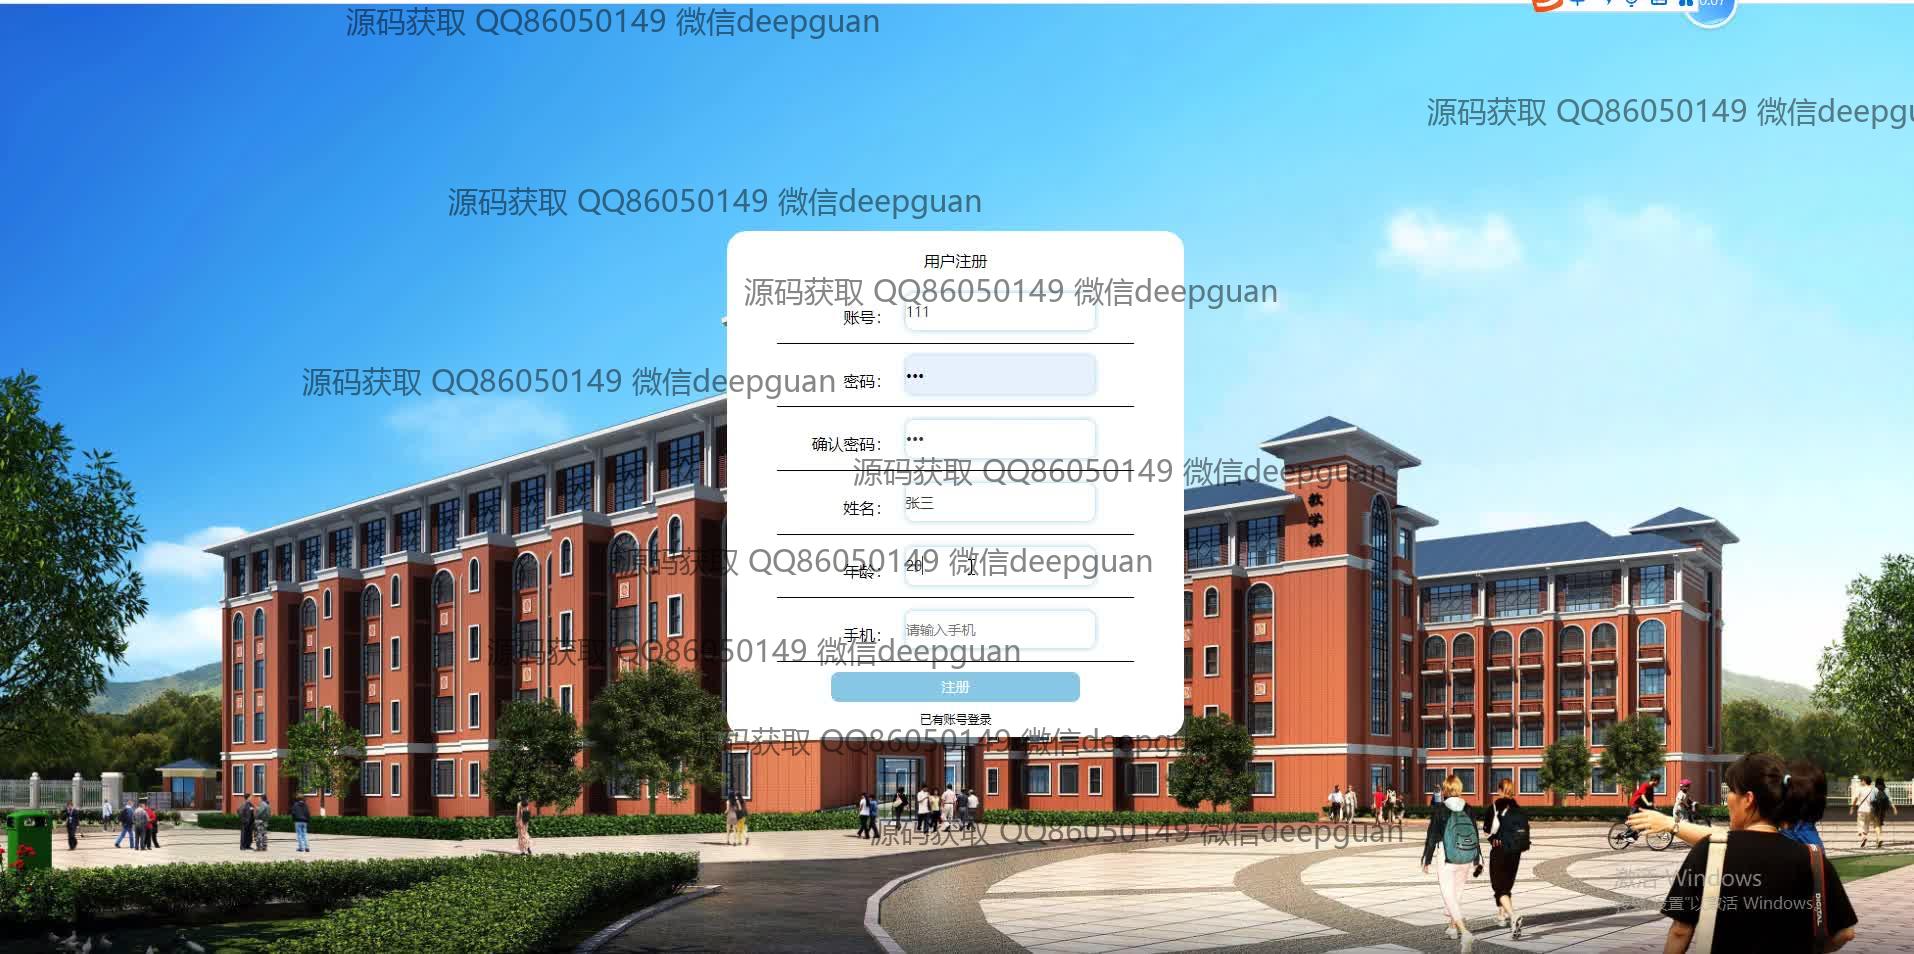 0:07
源码获取 QQ86050149 微信deepguan
源码获取 QQ86050149 微信deepgu
源码获取 QQ86050149 微信deepguan
用户注册
源码获取 QQ86050149 微信deepguan
账号： 111
源码获取 QQ86050149 微信deepguan
密码： •••
确认密码： •••
源码获取 QQ86050149 微信deepguan
姓名： 张三
教学楼
源码获取 QQ86050149 微信deepguan
年龄： 20
手机： 请输入手机
源码获取 QQ86050149 微信deepguan
注册
已有账号登录
源码获取 QQ86050149 微信deepgu
源码获取 QQ86050149 微信deepguan
激活 Windows
转到"设置"以激活 Windows。